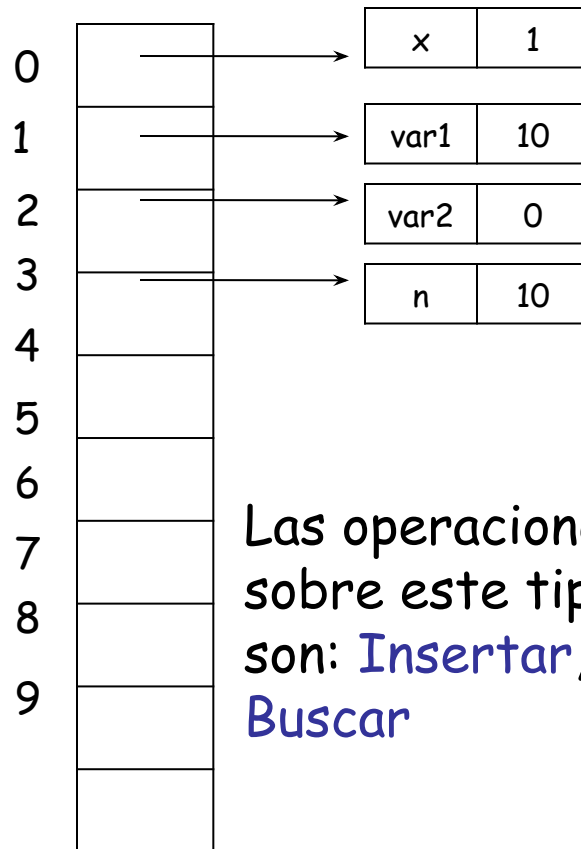 0
x 1
1
var1 10
2
var2 0
3
n 10
4
5
6
7
8
9
Las operacione
sobre este tip
son: Insertar,
Buscar